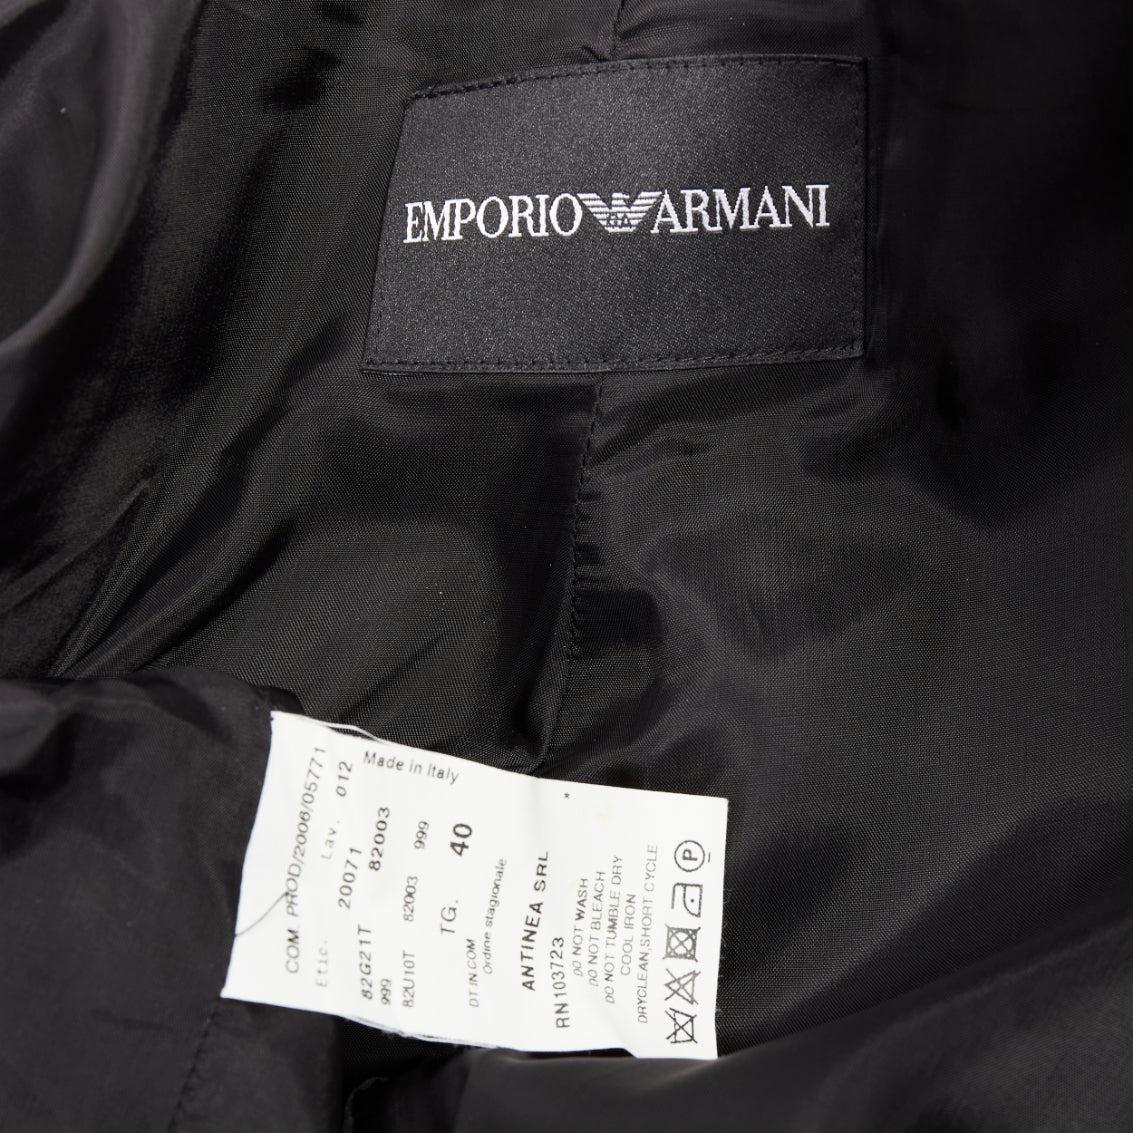 EMPORIO ARMANI
Made in Italy
COM. PROD/2006/05771
Etic. Lav. 012
82G21T 20071 82003
999
82U10T 82003 999
TG. 40
DT.IN.COM
Ordine stagionale
*
ANTINEA SRL
RN103723
DO NOT WASH
DO NOT BLEACH
DO NOT TUMBLE DRY
COOL IRON
DRYCLEAN,SHORT CYCLE
P